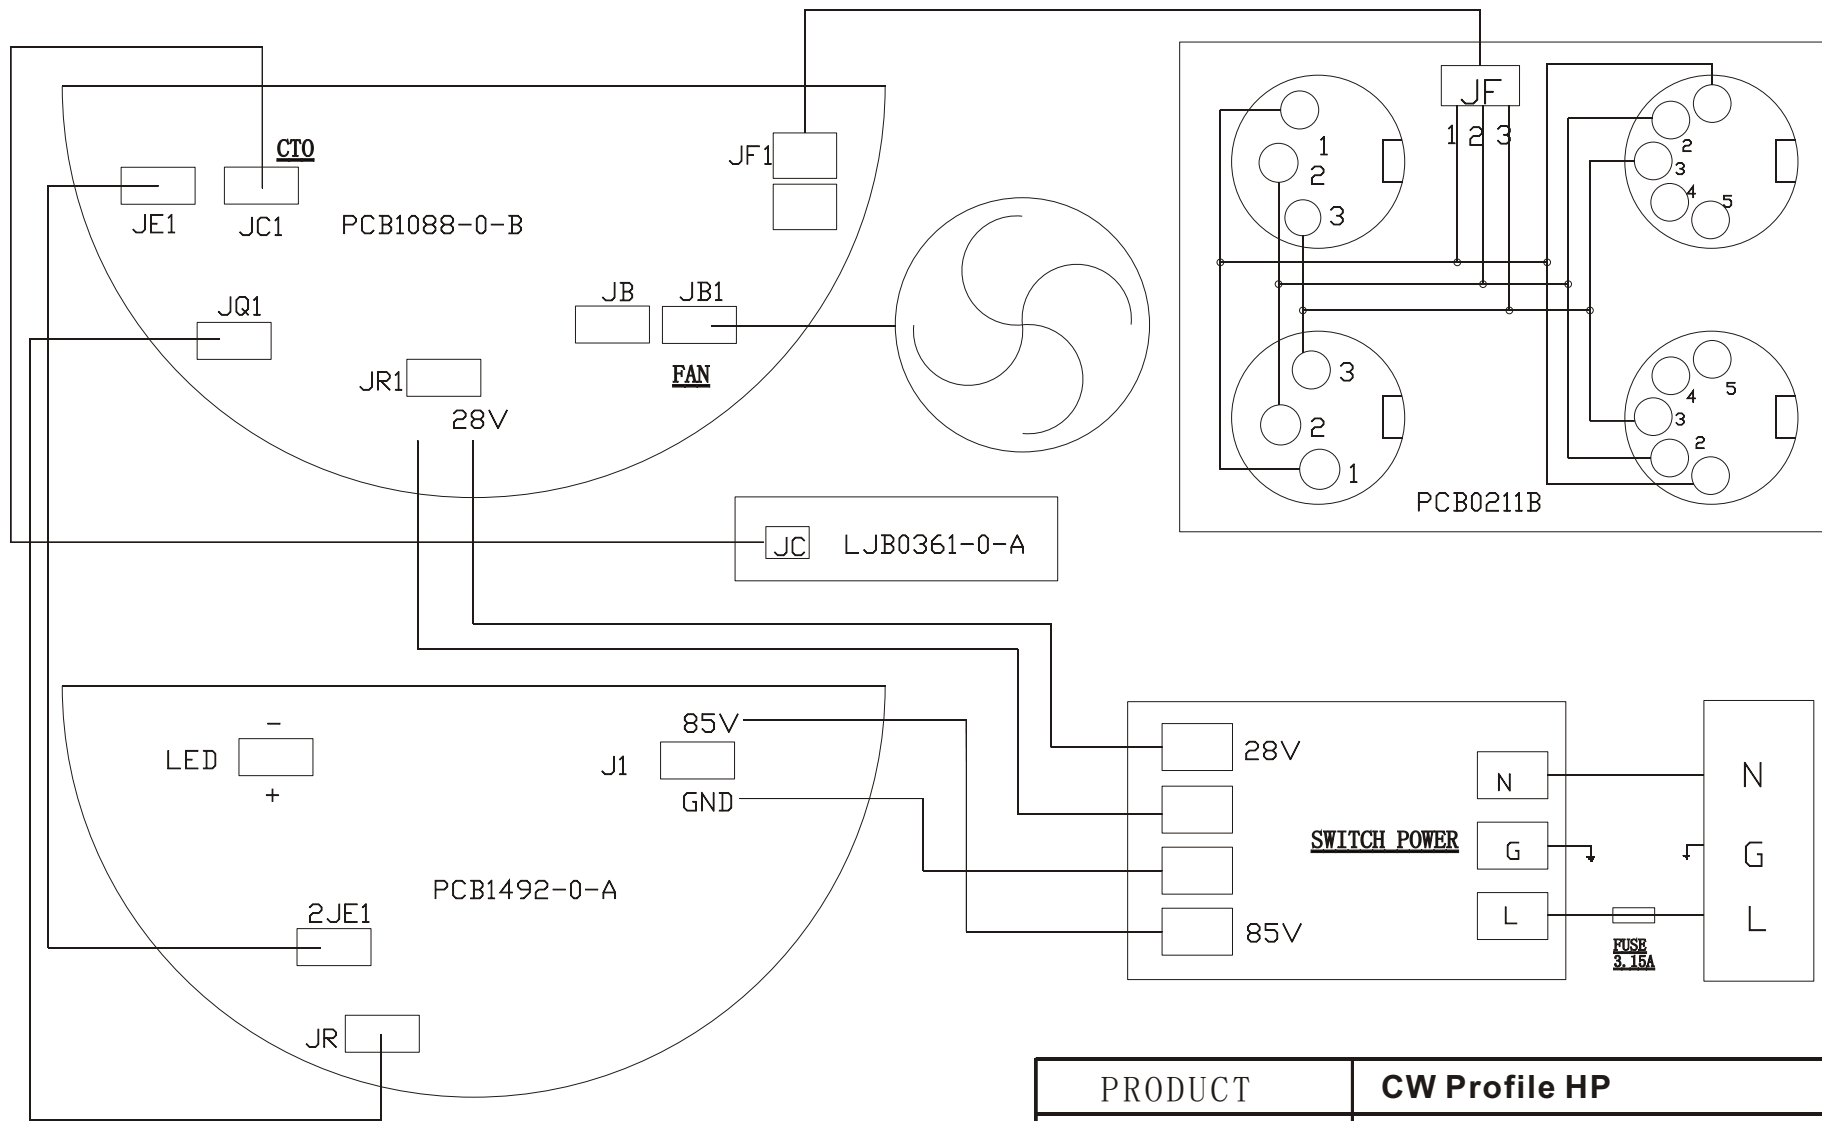 CTO
JE1
JC1
PCB1088-0-B
JF1
JQ1
JB
JB1
JR1
FAN
28V
JF
1 2 3
1
2
3
2
3
4
5
3
2
1
5
4
3
2
PCB0211B
JC
LJB0361-0-A
-
LED
+
85V
J1
GND
PCB1492-0-A
2JE1
JR
28V
SWITCH POWER
85V
N
G
L
FUSE
3.15A
N
G
L
PRODUCT
CW Profile HP